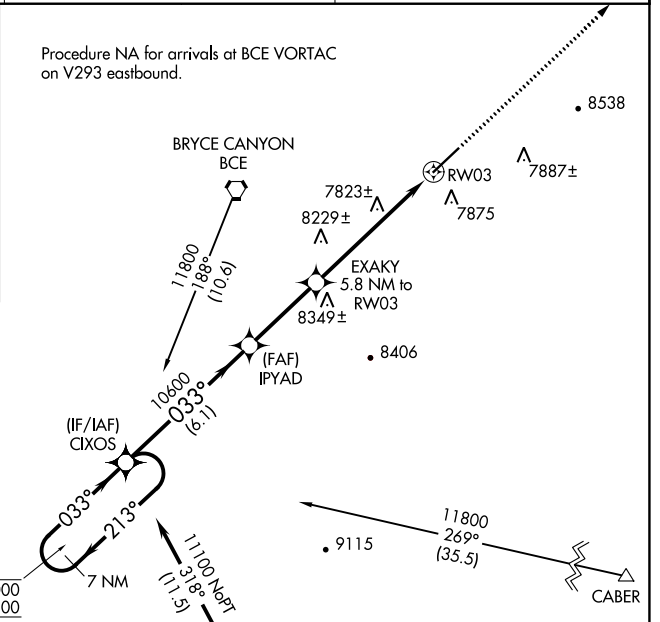 Procedure NA for arrivals at BCE VORTAC
on V293 eastbound.
8538
BRYCE CANYON
BCE
7887±
RW03
7823±
7875
8229±
11800
188°
(10.6)
EXAKY
5.8 NM to
RW03
8349±
(FAF)
IPYAD
8406
10600
033°
(6.1)
(IF/IAF)
CIXOS
033°
213°
7 NM
11100 NoPT
318°
(11.5)
9115
11800
269°
(35.5)
CABER
00
00